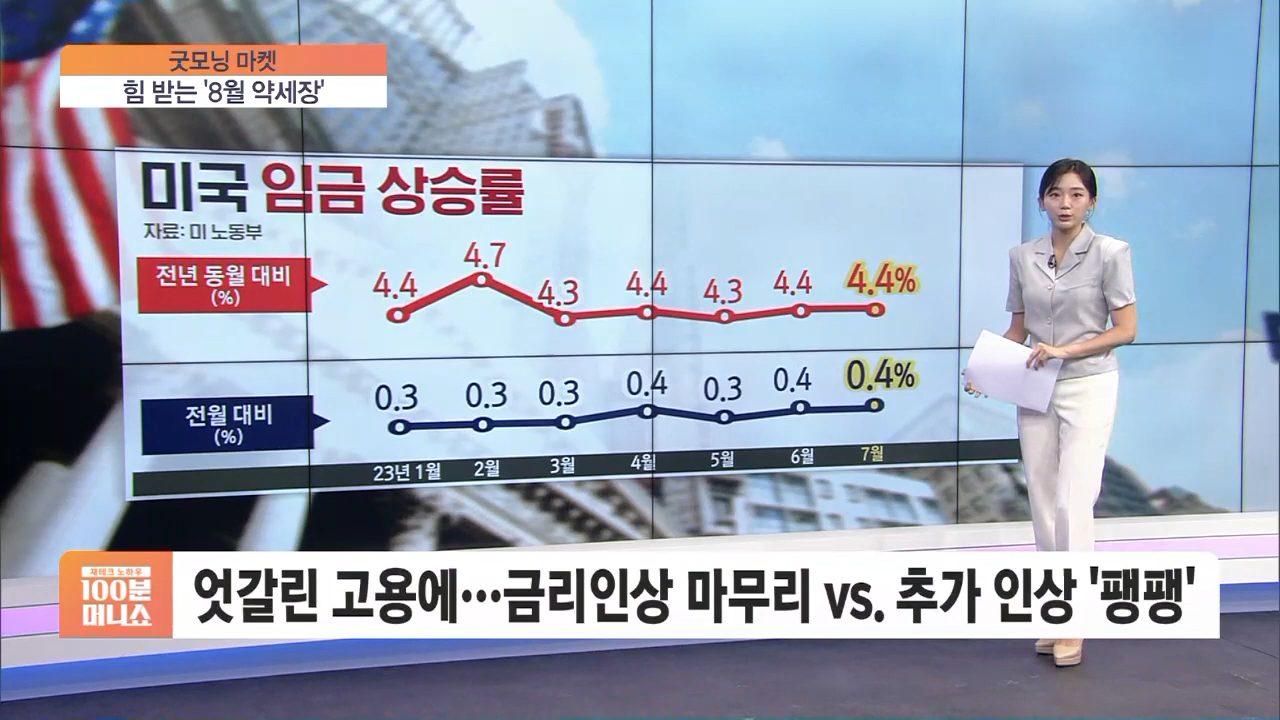 굿모닝 마켓
힘 받는 '8월 약세장'
미국 임금 상승률
자료: 미 노동부
전년 동월 대비
(%)
4.4 4.7 4.3 4.4 4.3 4.4 4.4%
전월 대비
(%)
0.3 0.3 0.3 0.4 0.3 0.4 0.4%
23년 1월 2월 3월 4월 5월 6월 7월
재테크 노하우
100분
머니쇼
엇갈린 고용에…금리인상 마무리 vs. 추가 인상 '팽팽'